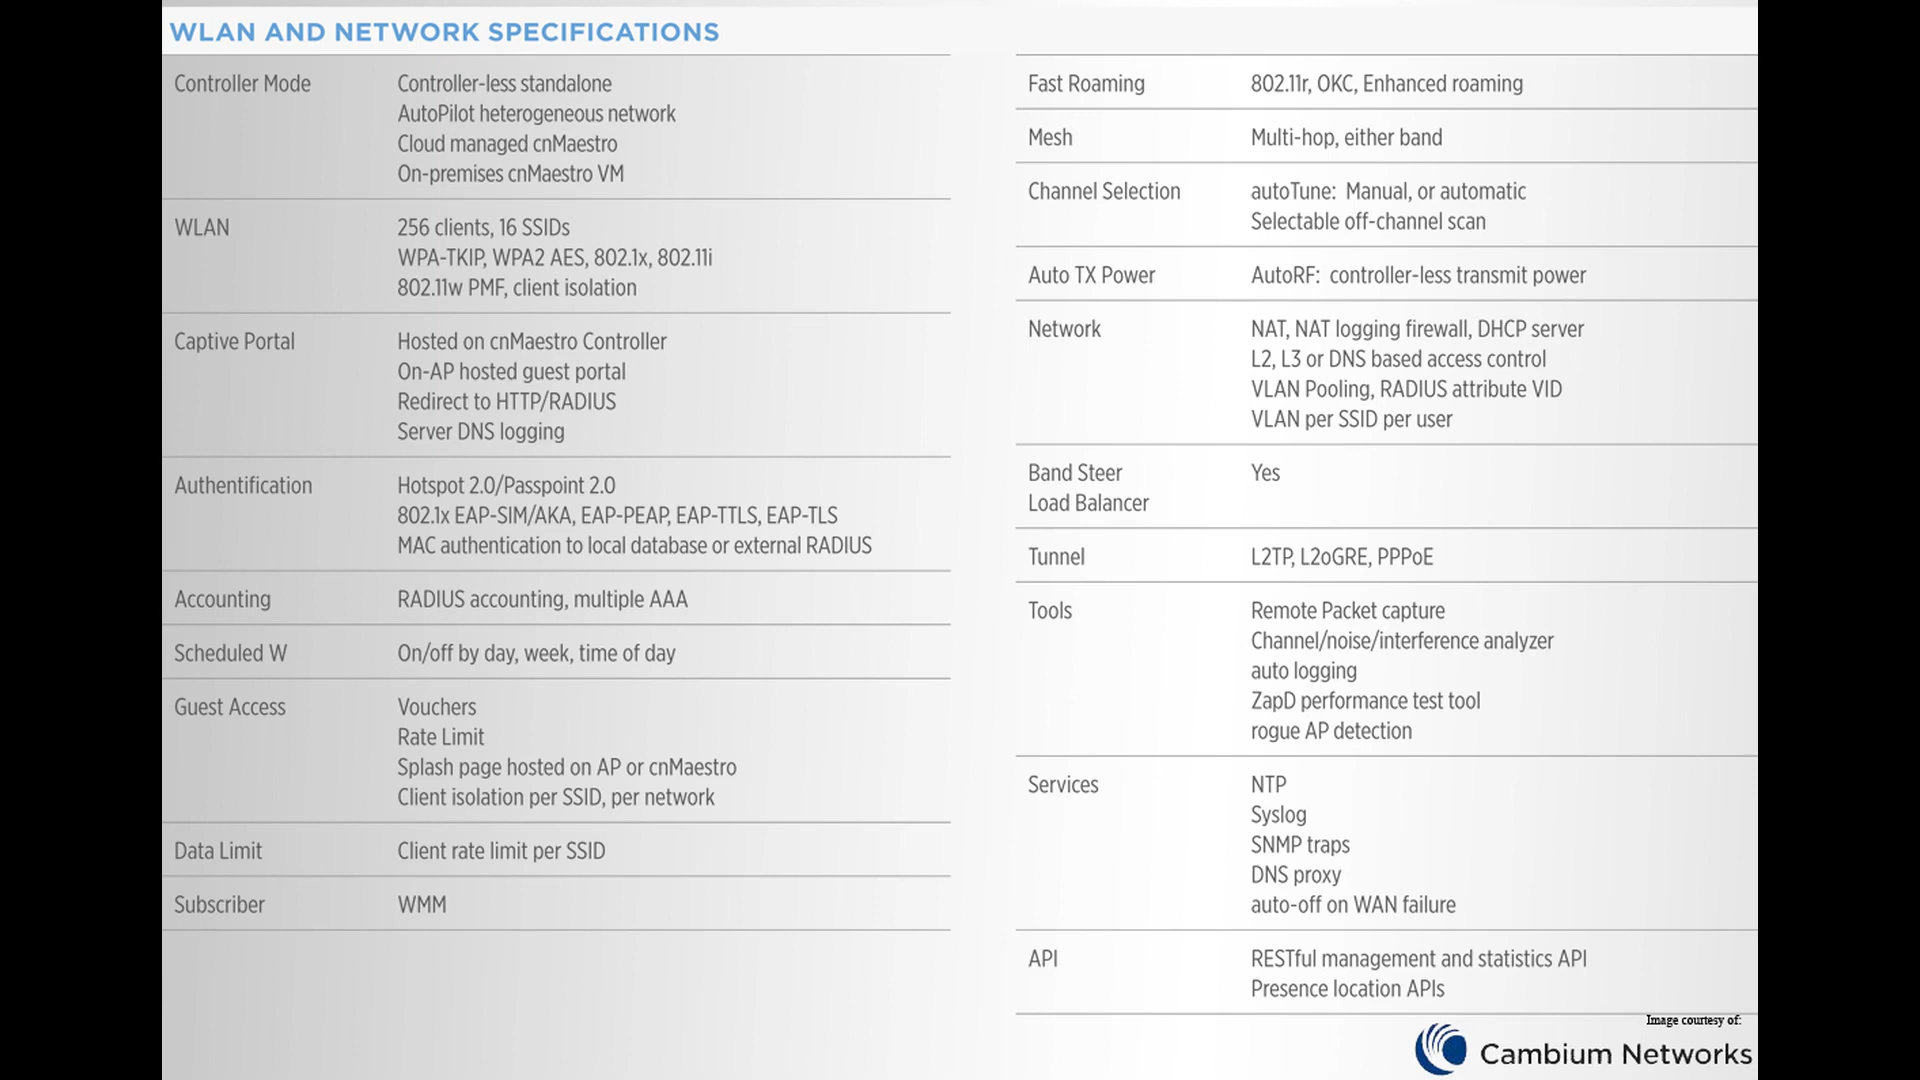 WLAN AND NETWORK SPECIFICATIONS
Controller Mode
Controller-less standalone
AutoPilot heterogeneous network
Cloud managed cnMaestro
On-premises cnMaestro VM
WLAN
256 clients, 16 SSIDs
WPA-TKIP, WPA2 AES, 802.1x, 802.11i
802.11w PMF, client isolation
Captive Portal
Hosted on cnMaestro Controller
On-AP hosted guest portal
Redirect to HTTP/RADIUS
Server DNS logging
Authentification
Hotspot 2.0/Passpoint 2.0
802.1x EAP-SIM/AKA, EAP-PEAP, EAP-TTLS, EAP-TLS
MAC authentication to local database or external RADIUS
Accounting
RADIUS accounting, multiple AAA
Scheduled W
On/off by day, week, time of day
Guest Access
Vouchers
Rate Limit
Splash page hosted on AP or cnMaestro
Client isolation per SSID, per network
Data Limit
Client rate limit per SSID
Subscriber
WMM
Fast Roaming
802.11r, OKC, Enhanced roaming
Mesh
Multi-hop, either band
Channel Selection
autoTune: Manual, or automatic
Selectable off-channel scan
Auto TX Power
AutoRF: controller-less transmit power
Network
NAT, NAT logging firewall, DHCP server
L2, L3 or DNS based access control
VLAN Pooling, RADIUS attribute VID
VLAN per SSID per user
Band Steer
Load Balancer
Yes
Tunnel
L2TP, L2oGRE, PPPoE
Tools
Remote Packet capture
Channel/noise/interference analyzer
auto logging
ZapD performance test tool
rogue AP detection
Services
NTP
Syslog
SNMP traps
DNS proxy
auto-off on WAN failure
API
RESTful management and statistics API
Presence location APIs
Image courtesy of:
Cambium Networks